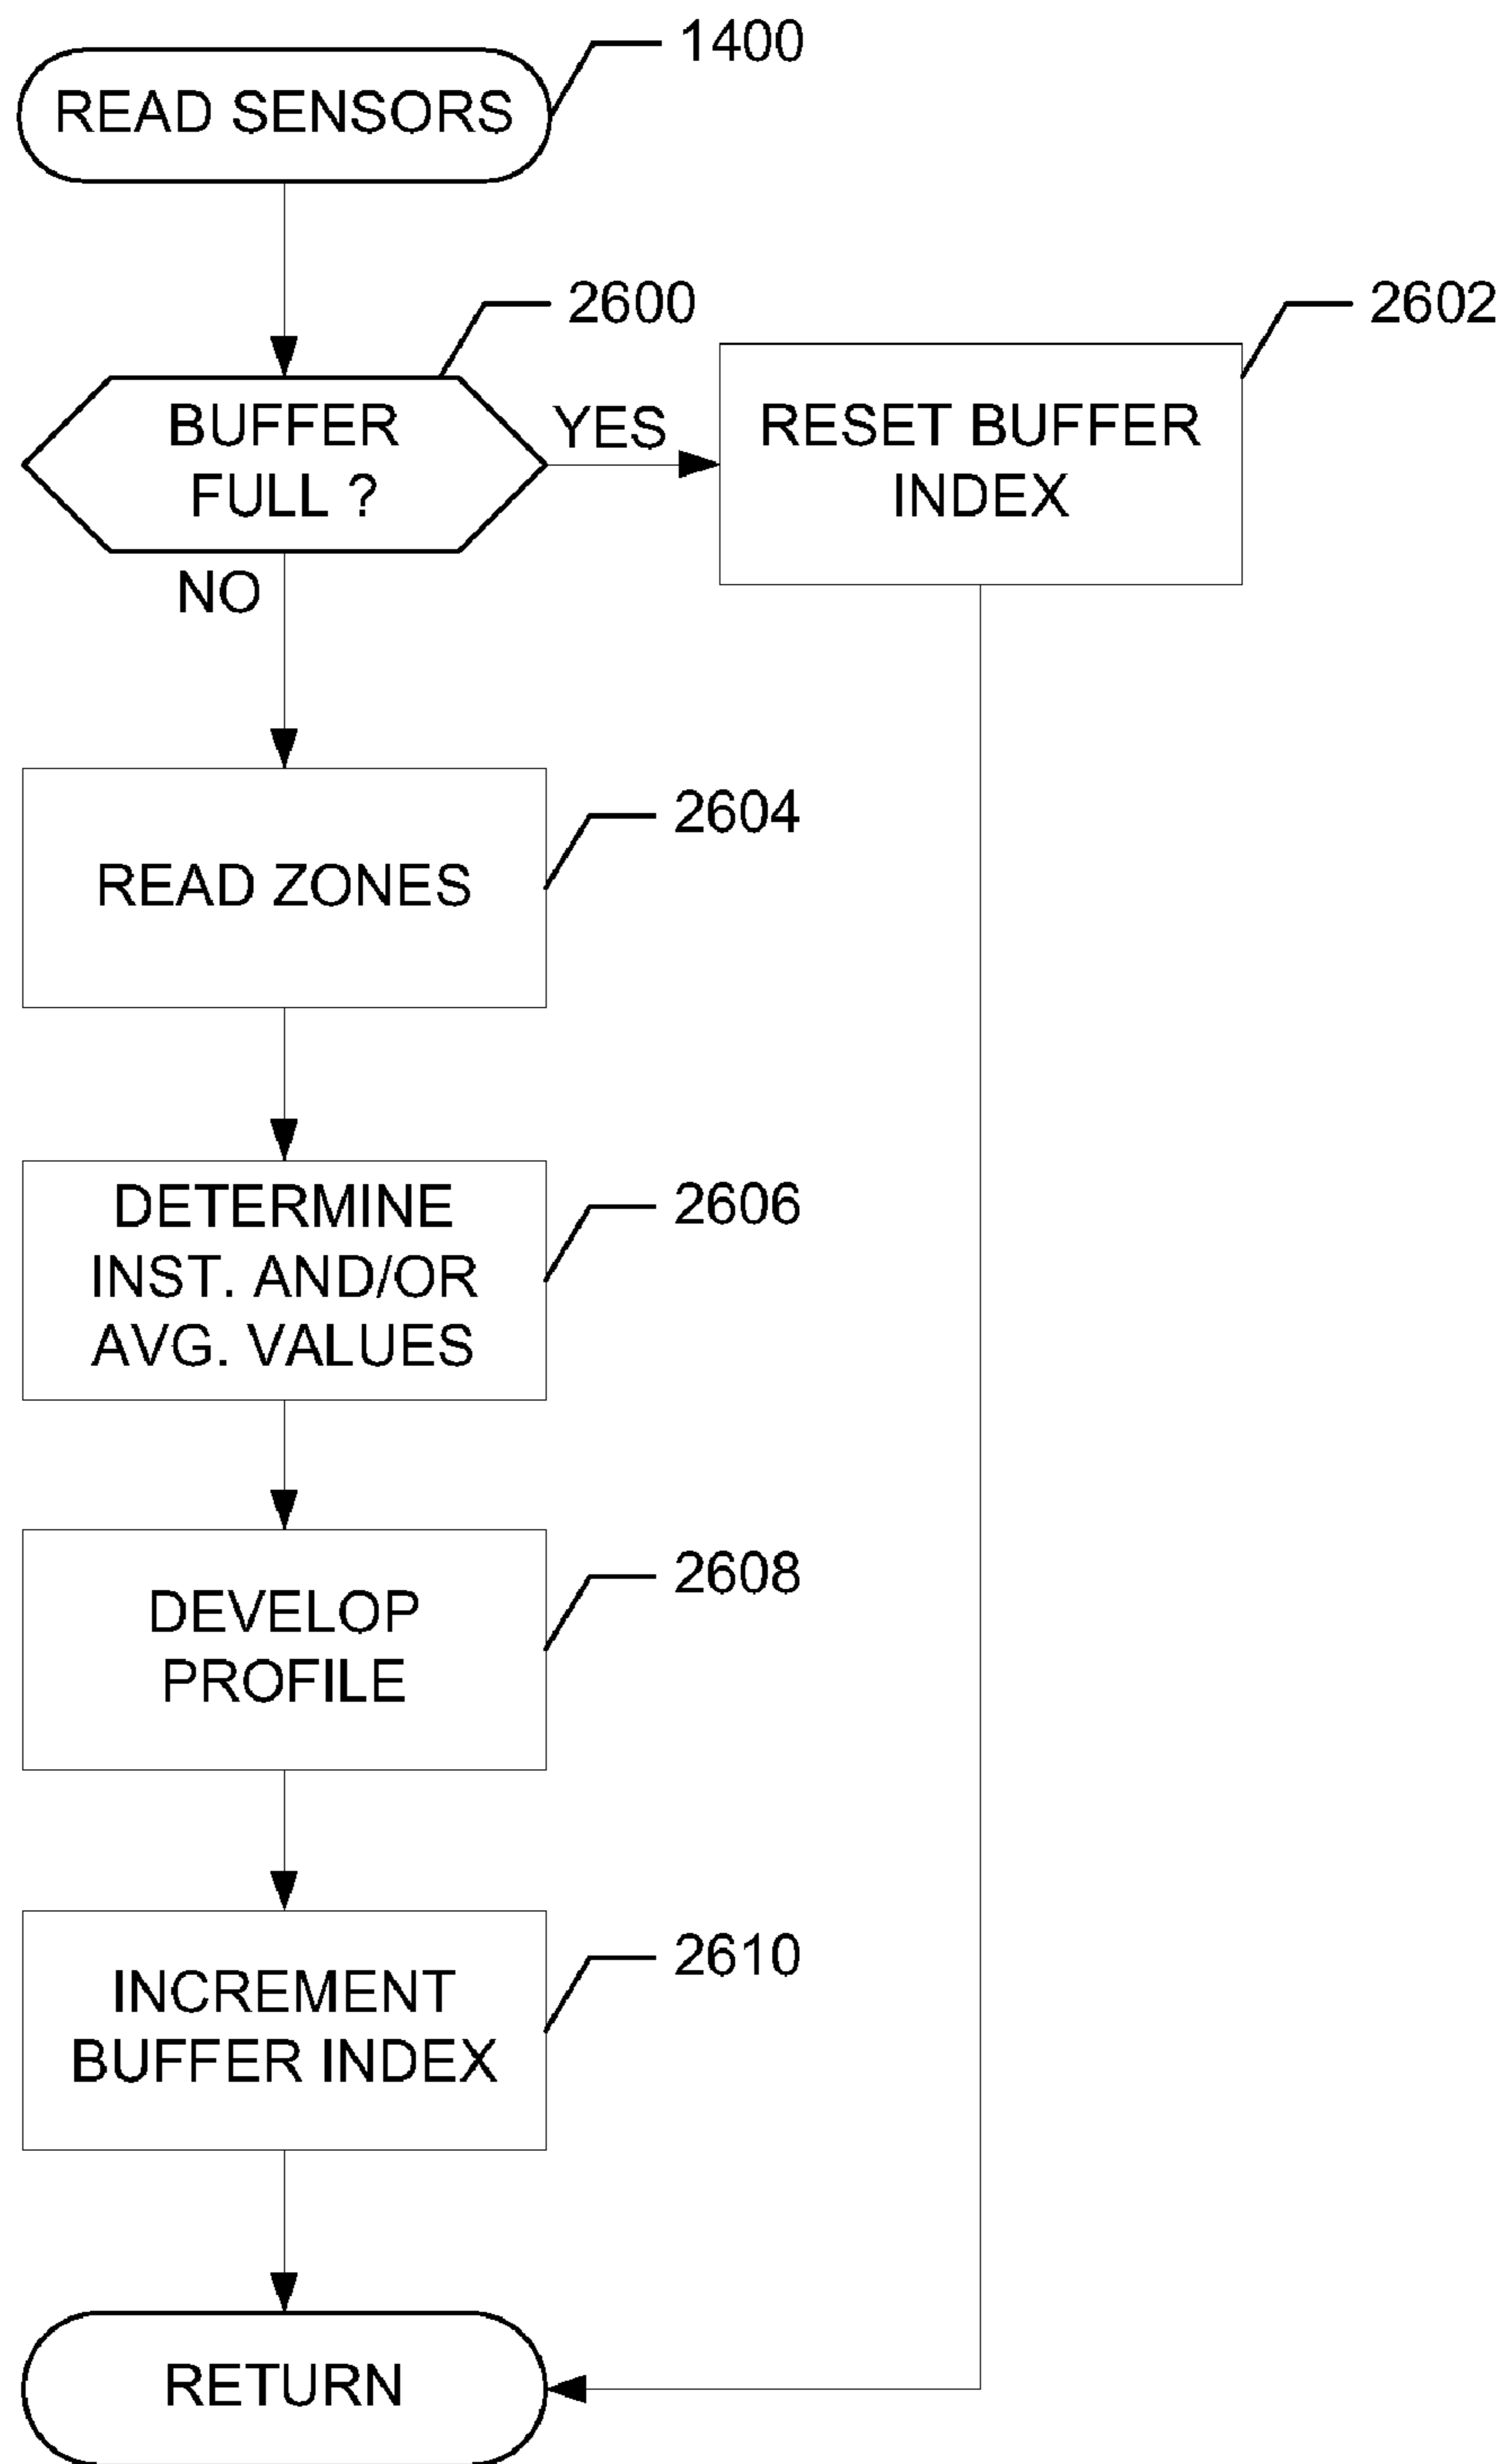 1400
READ SENSORS
2600
2602
BUFFER
FULL ?
YES
RESET BUFFER
INDEX
NO
2604
READ ZONES
2606
DETERMINE
INST. AND/OR
AVG. VALUES
2608
DEVELOP
PROFILE
2610
INCREMENT
BUFFER INDEX
RETURN